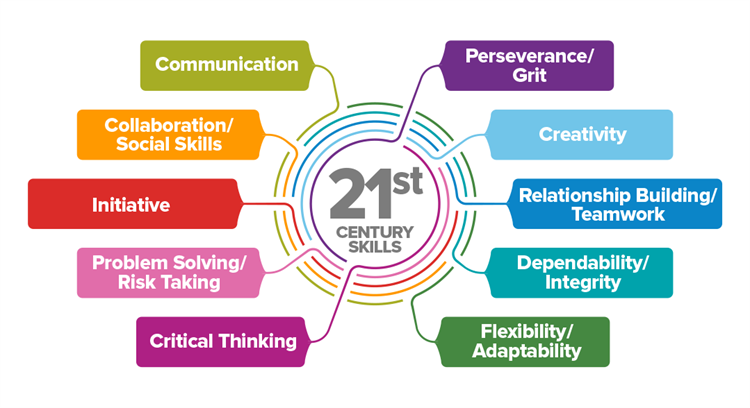 Communication
Collaboration/
Social Skills
Initiative
Problem Solving/
Risk Taking
Critical Thinking
21st
CENTURY
SKILLS
Perseverance/
Grit
Creativity
Relationship Building/
Teamwork
Dependability/
Integrity
Flexibility/
Adaptability